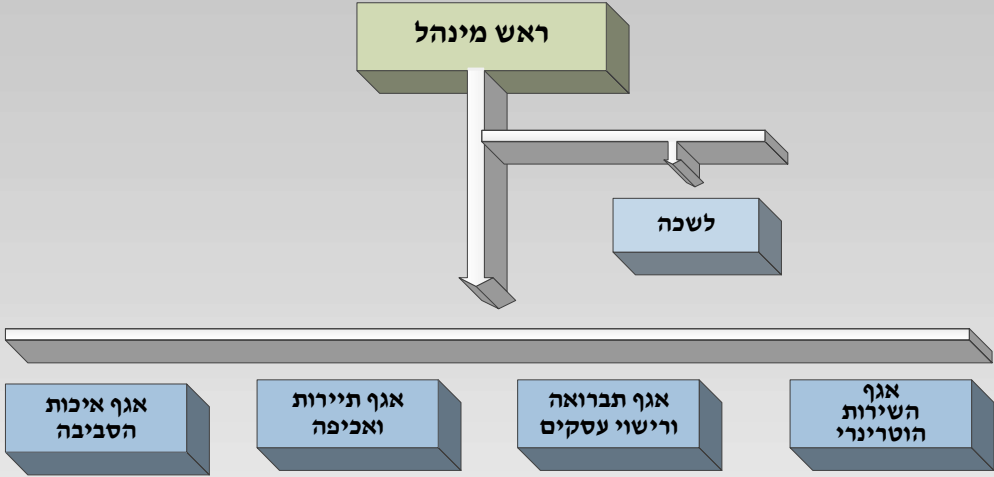 ראש מינהל
לשכה
אגף
השירות
הוטרינרי
אגף תברואה
ורישוי עסקים
אגף תיירות
ואכיפה
אגף איכות
הסביבה